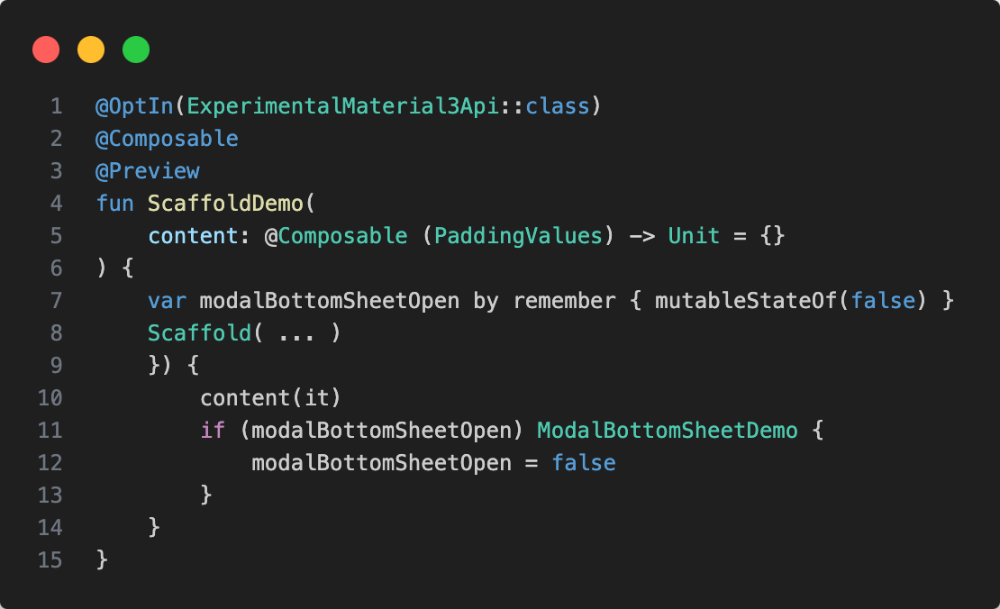 1 @OptIn(ExperimentalMaterial3Api::class)
2 @Composable
3 @Preview
4 fun ScaffoldDemo(
5     content: @Composable (PaddingValues) -> Unit = {}
6 ) {
7     var modalBottomSheetOpen by remember { mutableStateOf(false) }
8     Scaffold( ... )
9     }) {
10         content(it)
11         if (modalBottomSheetOpen) ModalBottomSheetDemo {
12             modalBottomSheetOpen = false
13         }
14     }
15 }